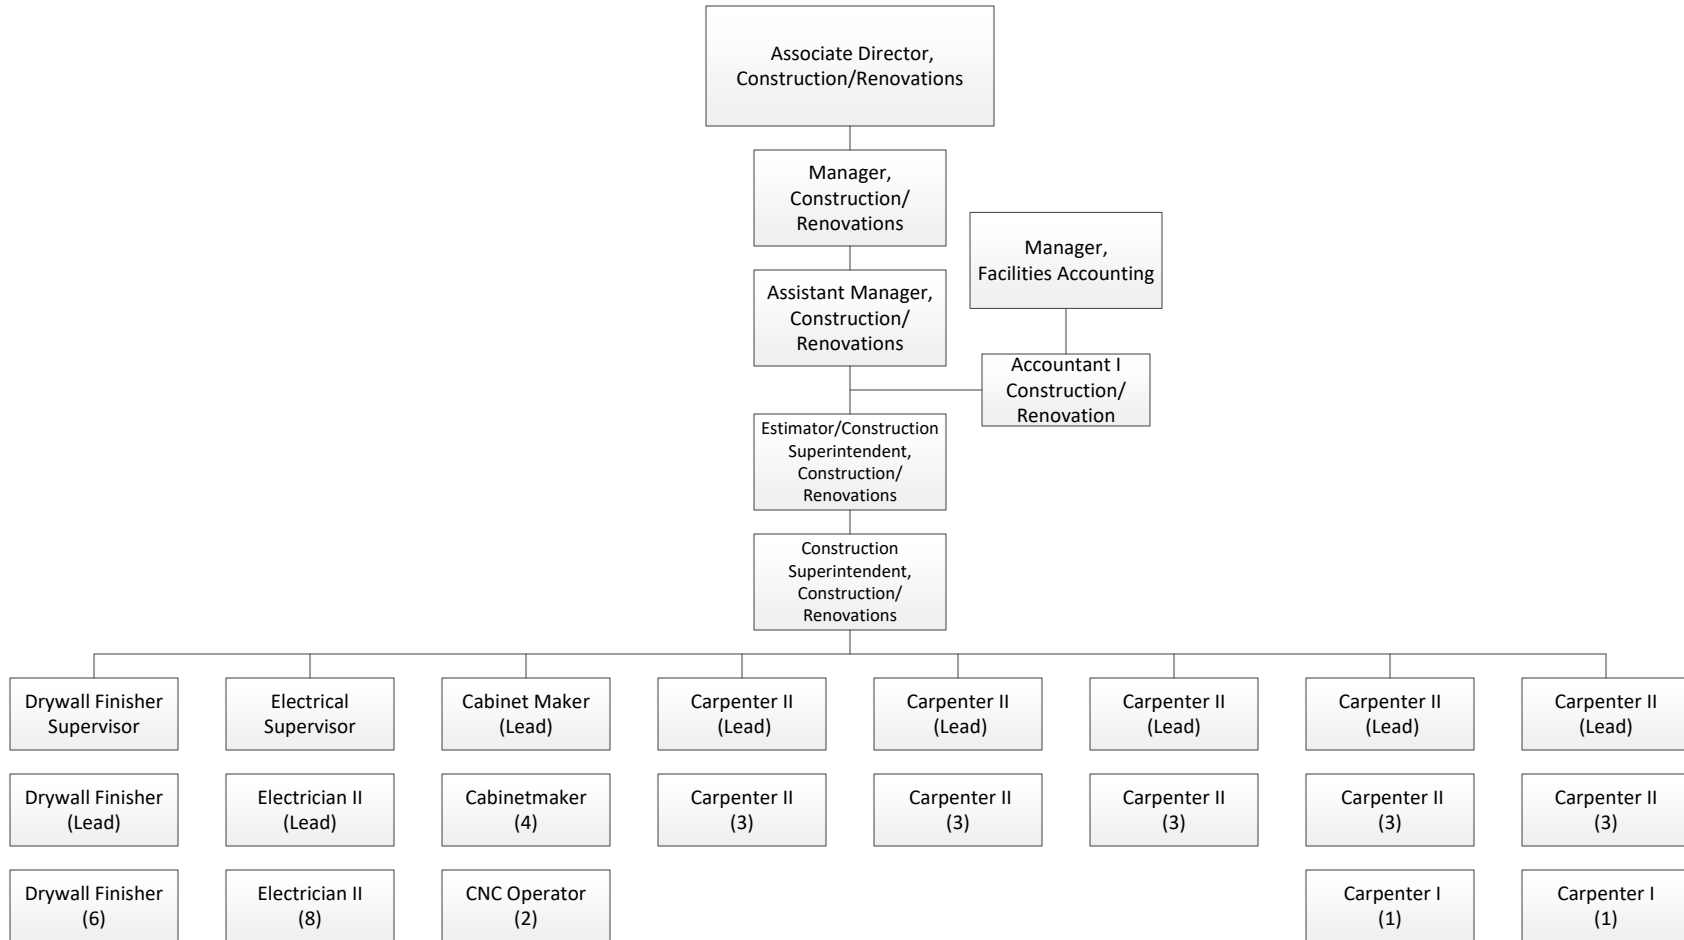 Associate Director,
Construction/Renovations
Manager,
Construction/
Renovations
Manager,
Facilities Accounting
Assistant Manager,
Construction/
Renovations
Accountant I
Construction/
Renovation
Estimator/Construction
Superintendent,
Construction/
Renovations
Construction
Superintendent,
Construction/
Renovations
Drywall Finisher
Supervisor
Electrical
Supervisor
Cabinet Maker
(Lead)
Carpenter II
(Lead)
Carpenter II
(Lead)
Carpenter II
(Lead)
Carpenter II
(Lead)
Carpenter II
(Lead)
Drywall Finisher
(Lead)
Electrician II
(Lead)
Cabinetmaker
(4)
Carpenter II
(3)
Carpenter II
(3)
Carpenter II
(3)
Carpenter II
(3)
Carpenter II
(3)
Drywall Finisher
(6)
Electrician II
(8)
CNC Operator
(2)
Carpenter I
(1)
Carpenter I
(1)